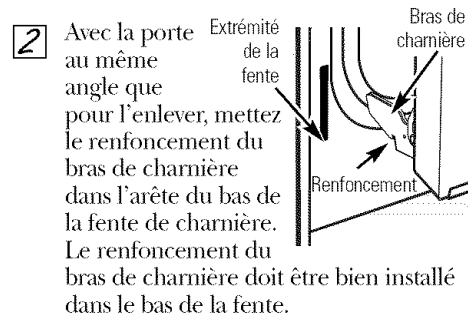 2
Avec la porte
au même
angle que
pour l'enlever, mettez
le renfoncement du
bras de charnière
dans l'arête du bas de
la fente de charnière.
Le renfoncement du
bras de charnière doit être bien installé
dans le bas de la fente.
Extrémité
de la
fente
Bras de
charnière
Renfoncement